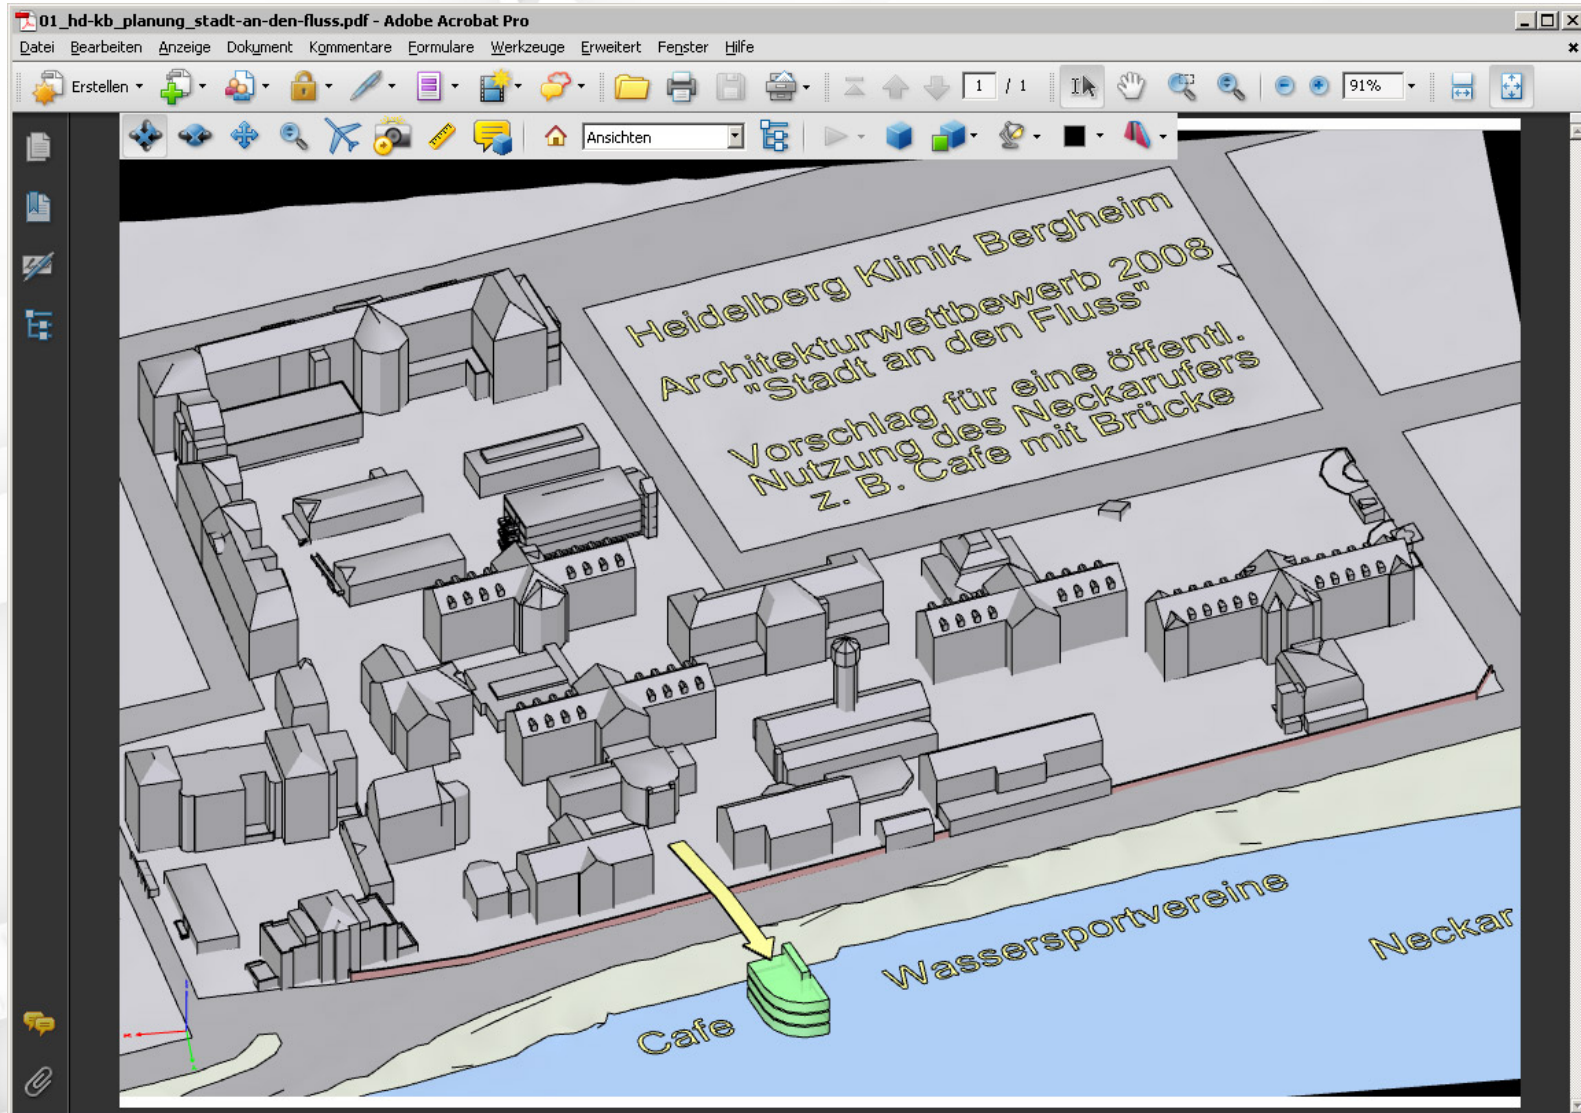 01_hd-kb_planung_stadt-an-den-fluss.pdf - Adobe Acrobat Pro
Datei Bearbeiten Anzeige Dokument Kommentare Formulare Werkzeuge Erweitert Fenster Hilfe
Erstellen 1 / 1 91%
Ansichten
Heidelberg Klinik Bergheim
Architekturwettbewerb 2008
"Stadt an den Fluss"
Vorschlag für eine öffentl.
Nutzung des Neckarufers
z. B. Cafe mit Brücke
Wassersportvereine
Neckar
Cafe